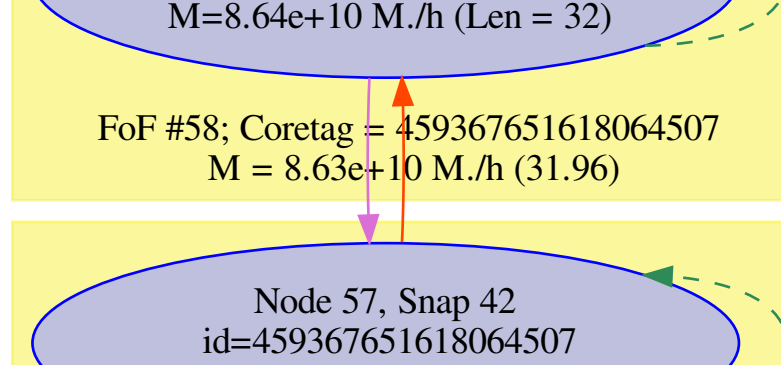 M=8.64e+10 M./h (Len = 32)
FoF #58; Coretag = 459367651618064507
M = 8.63e+10 M./h (31.96)
Node 57, Snap 42
id=459367651618064507